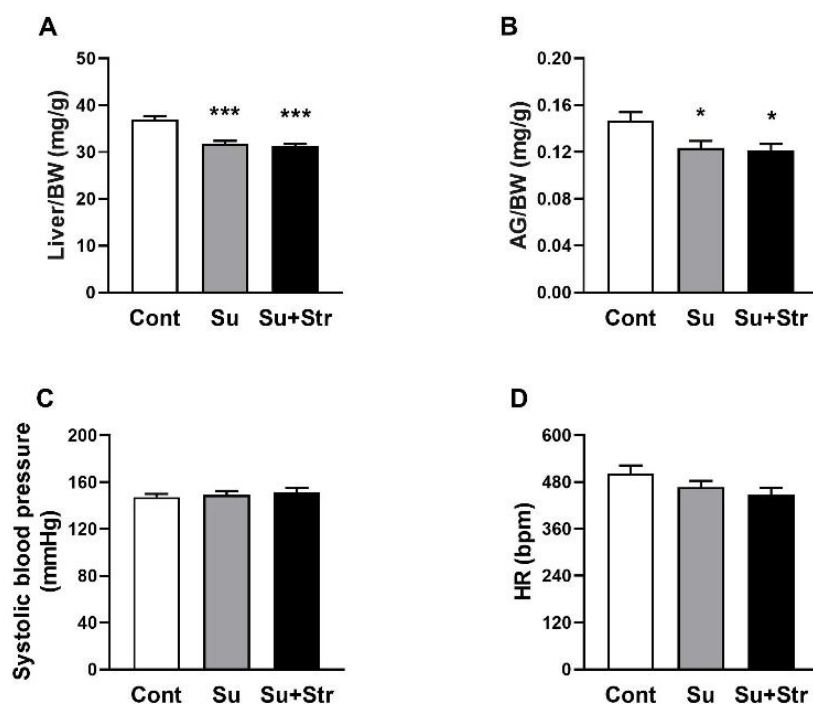 A
Liver/BW (mg/g)
50
40
30
20
10
0
***
***
Cont Su Su+Str
B
AG/BW (mg/g)
0.16
0.12
0.08
0.04
0.00
*
*
Cont Su Su+Str
C
Systolic blood pressure
(mmHg)
200
160
120
80
40
0
Cont Su Su+Str
D
HR (bpm)
600
480
360
240
120
0
Cont Su Su+Str